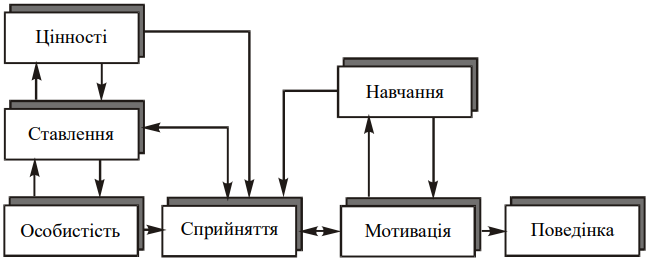 Цінності
Навчання
Ставлення
Особистість
Сприйняття
Мотивація
Поведінка